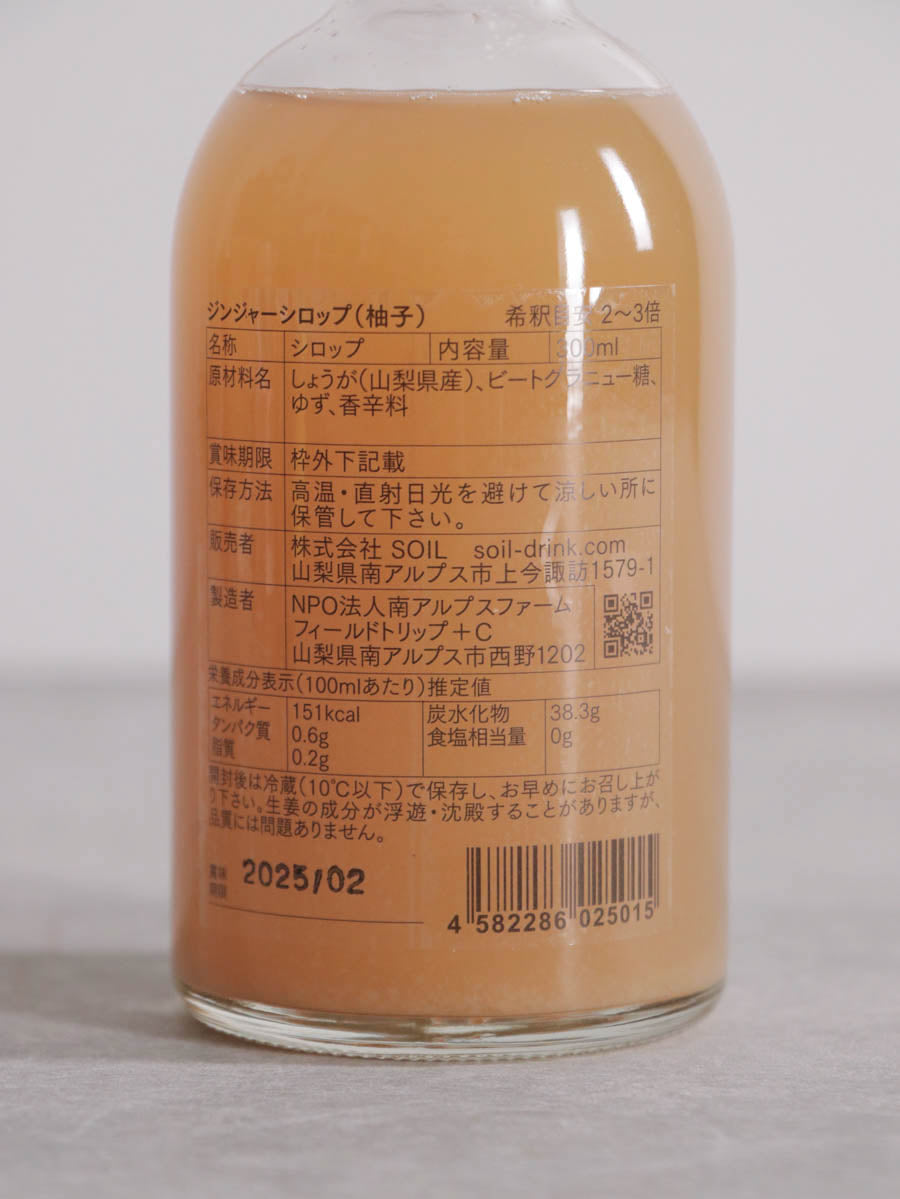 ジンジャーシロップ(柚子) 希釈目安 2〜3倍
名称 シロップ 内容量 300ml
原材料名 しょうが(山梨県産)、ビートグラニュー糖、
ゆず、香辛料
賞味期限 枠外下記載
保存方法 高温・直射日光を避けて涼しい所に
保管して下さい。
販売者 株式会社 SOIL soil-drink.com
山梨県南アルプス市上今諏訪1579-1
製造者 NPO法人南アルプスファーム
フィールドトリップ+C
山梨県南アルプス市西野1202
栄養成分表示(100mlあたり)推定値
エネルギー 151kcal 炭水化物 38.3g
タンパク質 0.6g 食塩相当量 0g
脂質 0.2g
開封後は冷蔵(10℃以下)で保存し、お早めにお召し上が
り下さい。生姜の成分が浮遊・沈殿することがありますが、
品質には問題ありません。
賞味
期限 2025/02
4 582286 025015